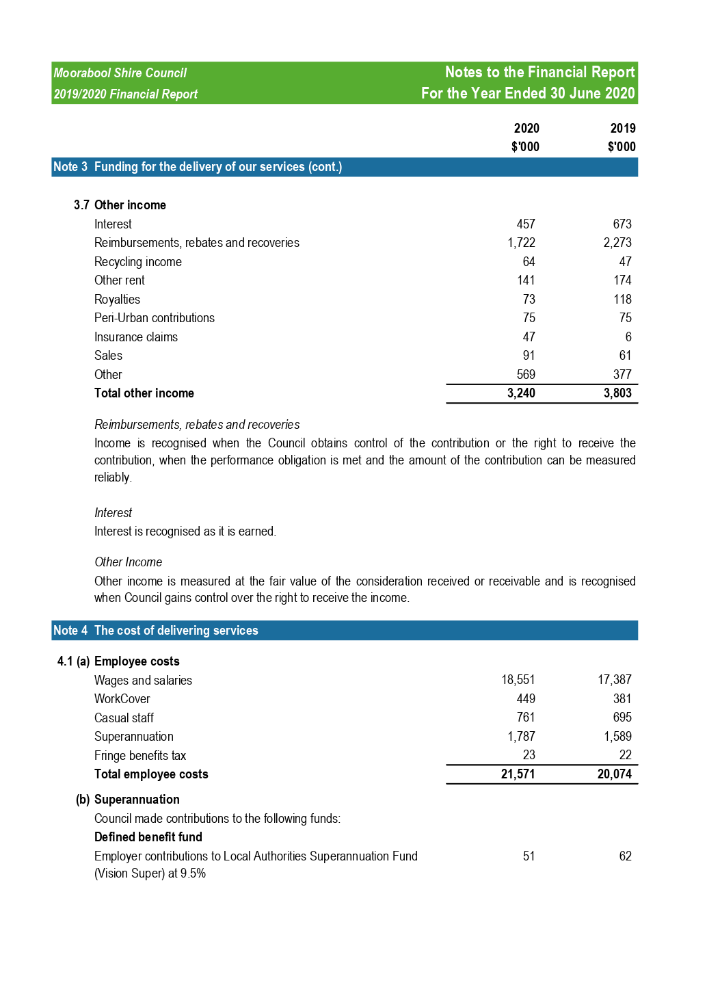 Moorabool Shire Council Notes to the Financial Report
2019/2020 Financial Report For the Year Ended 30 June 2020
2020 2019
$'000 $'000
Note 3 Funding for the delivery of our services (cont.)
3.7 Other income
Interest 457 673
Reimbursements, rebates and recoveries 1,722 2,273
Recycling income 64 47
Other rent 141 174
Royalties 73 118
Peri-Urban contributions 75 75
Insurance claims 47 6
Sales 91 61
Other 569 377
Total other income 3,240 3,803
Reimbursements, rebates and recoveries
Income is recognised when the Council obtains control of the contribution or the right to receive the
contribution, when the performance obligation is met and the amount of the contribution can be measured
reliably.
Interest
Interest is recognised as it is earned.
Other Income
Other income is measured at the fair value of the consideration received or receivable and is recognised
when Council gains control over the right to receive the income.
Note 4 The cost of delivering services
4.1 (a) Employee costs
Wages and salaries 18,551 17,387
WorkCover 449 381
Casual staff 761 695
Superannuation 1,787 1,589
Fringe benefits tax 23 22
Total employee costs 21,571 20,074
(b) Superannuation
Council made contributions to the following funds:
Defined benefit fund
Employer contributions to Local Authorities Superannuation Fund 51 62
(Vision Super) at 9.5%